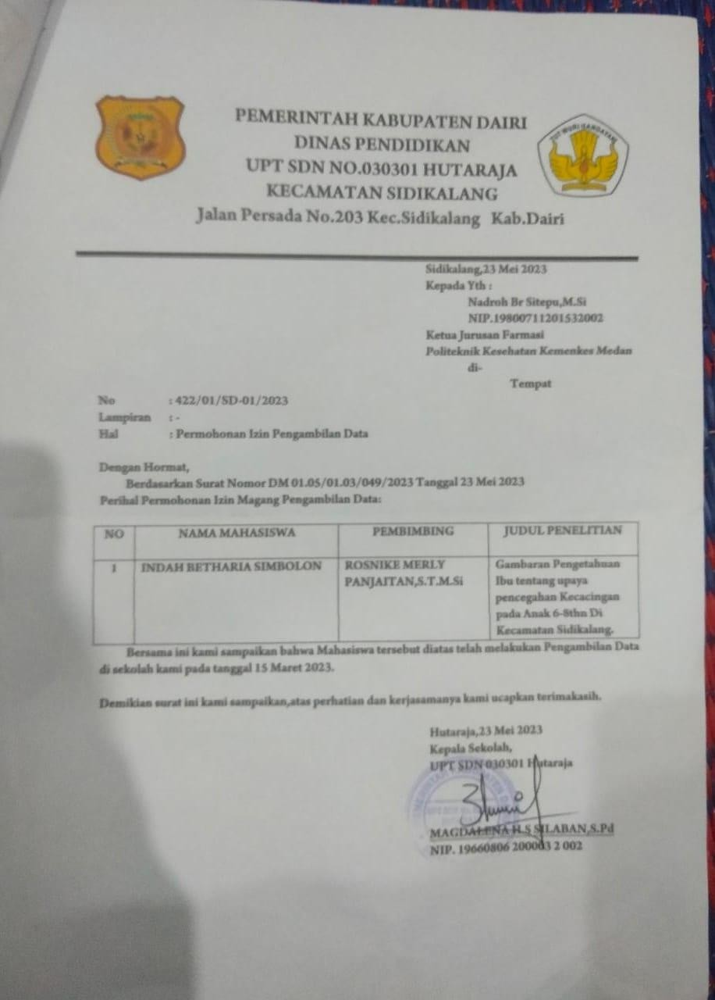 PEMERINTAH KABUPATEN DAIRI
DINAS PENDIDIKAN
UPT SDN NO.030301 HUTARAJA
KECAMATAN SIDIKALANG
Jalan Persada No.203 Kec.Sidikalang Kab.Dairi
TUT WURI HANDAYANI
Sidikalang,23 Mei 2023
Kepada Yth :
Nadroh Br Sitepu,M.Si
NIP.19800711201532002
Ketua Jurusan Farmasi
Politeknik Kesehatan Kemenkes Medan
di-
Tempat
No : 422/01/SD-01/2023
Lampiran : -
Hal : Permohonan Izin Pengambilan Data
Dengan Hormat,
Berdasarkan Surat Nomor DM 01.05/01.03/049/2023 Tanggal 23 Mei 2023
Perihal Permohonan Izin Magang Pengambilan Data:
NO NAMA MAHASISWA PEMBIMBING JUDUL PENELITIAN
1 INDAH BETHARIA SIMBOLON ROSNIKE MERLY Gambaran Pengetahuan
PANJAITAN,S.T.M.Si Ibu tentang upaya
pencegahan Kecacingan
pada Anak 6-8thn Di
Kecamatan Sidikalang.
Bersama ini kami sampaikan bahwa Mahasiswa tersebut diatas telah melakukan Pengambilan Data
di sekolah kami pada tanggal 15 Maret 2023.
Demikian surat ini kami sampaikan,atas perhatian dan kerjasamanya kami ucapkan terimakasih.
Hutaraja,23 Mei 2023
Kepala Sekolah,
UPT SDN 030301 Hutaraja
MAGDALENA H.S SILABAN,S.Pd
NIP. 19660806 200003 2 002